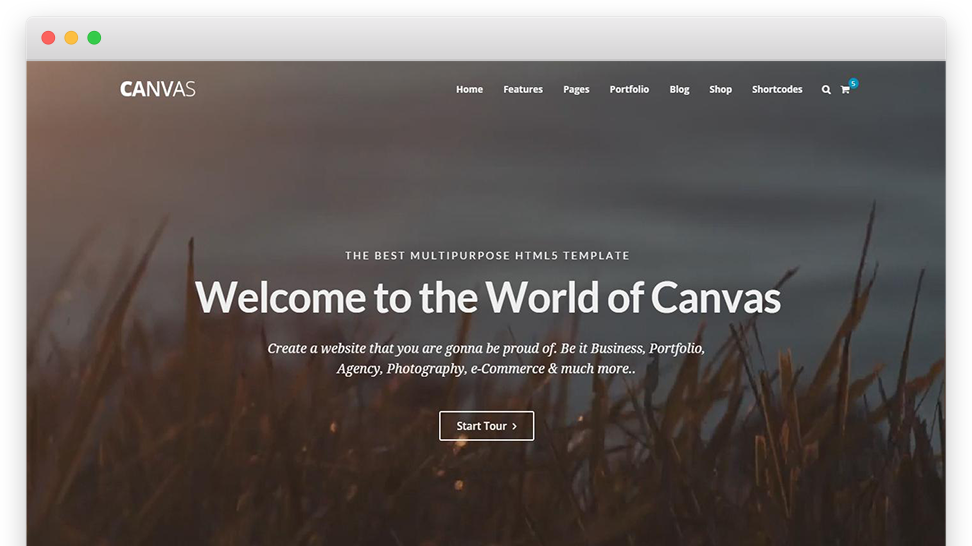 CANVAS
Home Features Pages Portfolio Blog Shop Shortcodes 5
THE BEST MULTIPURPOSE HTML5 TEMPLATE
Welcome to the World of Canvas
Create a website that you are gonna be proud of. Be it Business, Portfolio,
Agency, Photography, e-Commerce & much more..
Start Tour